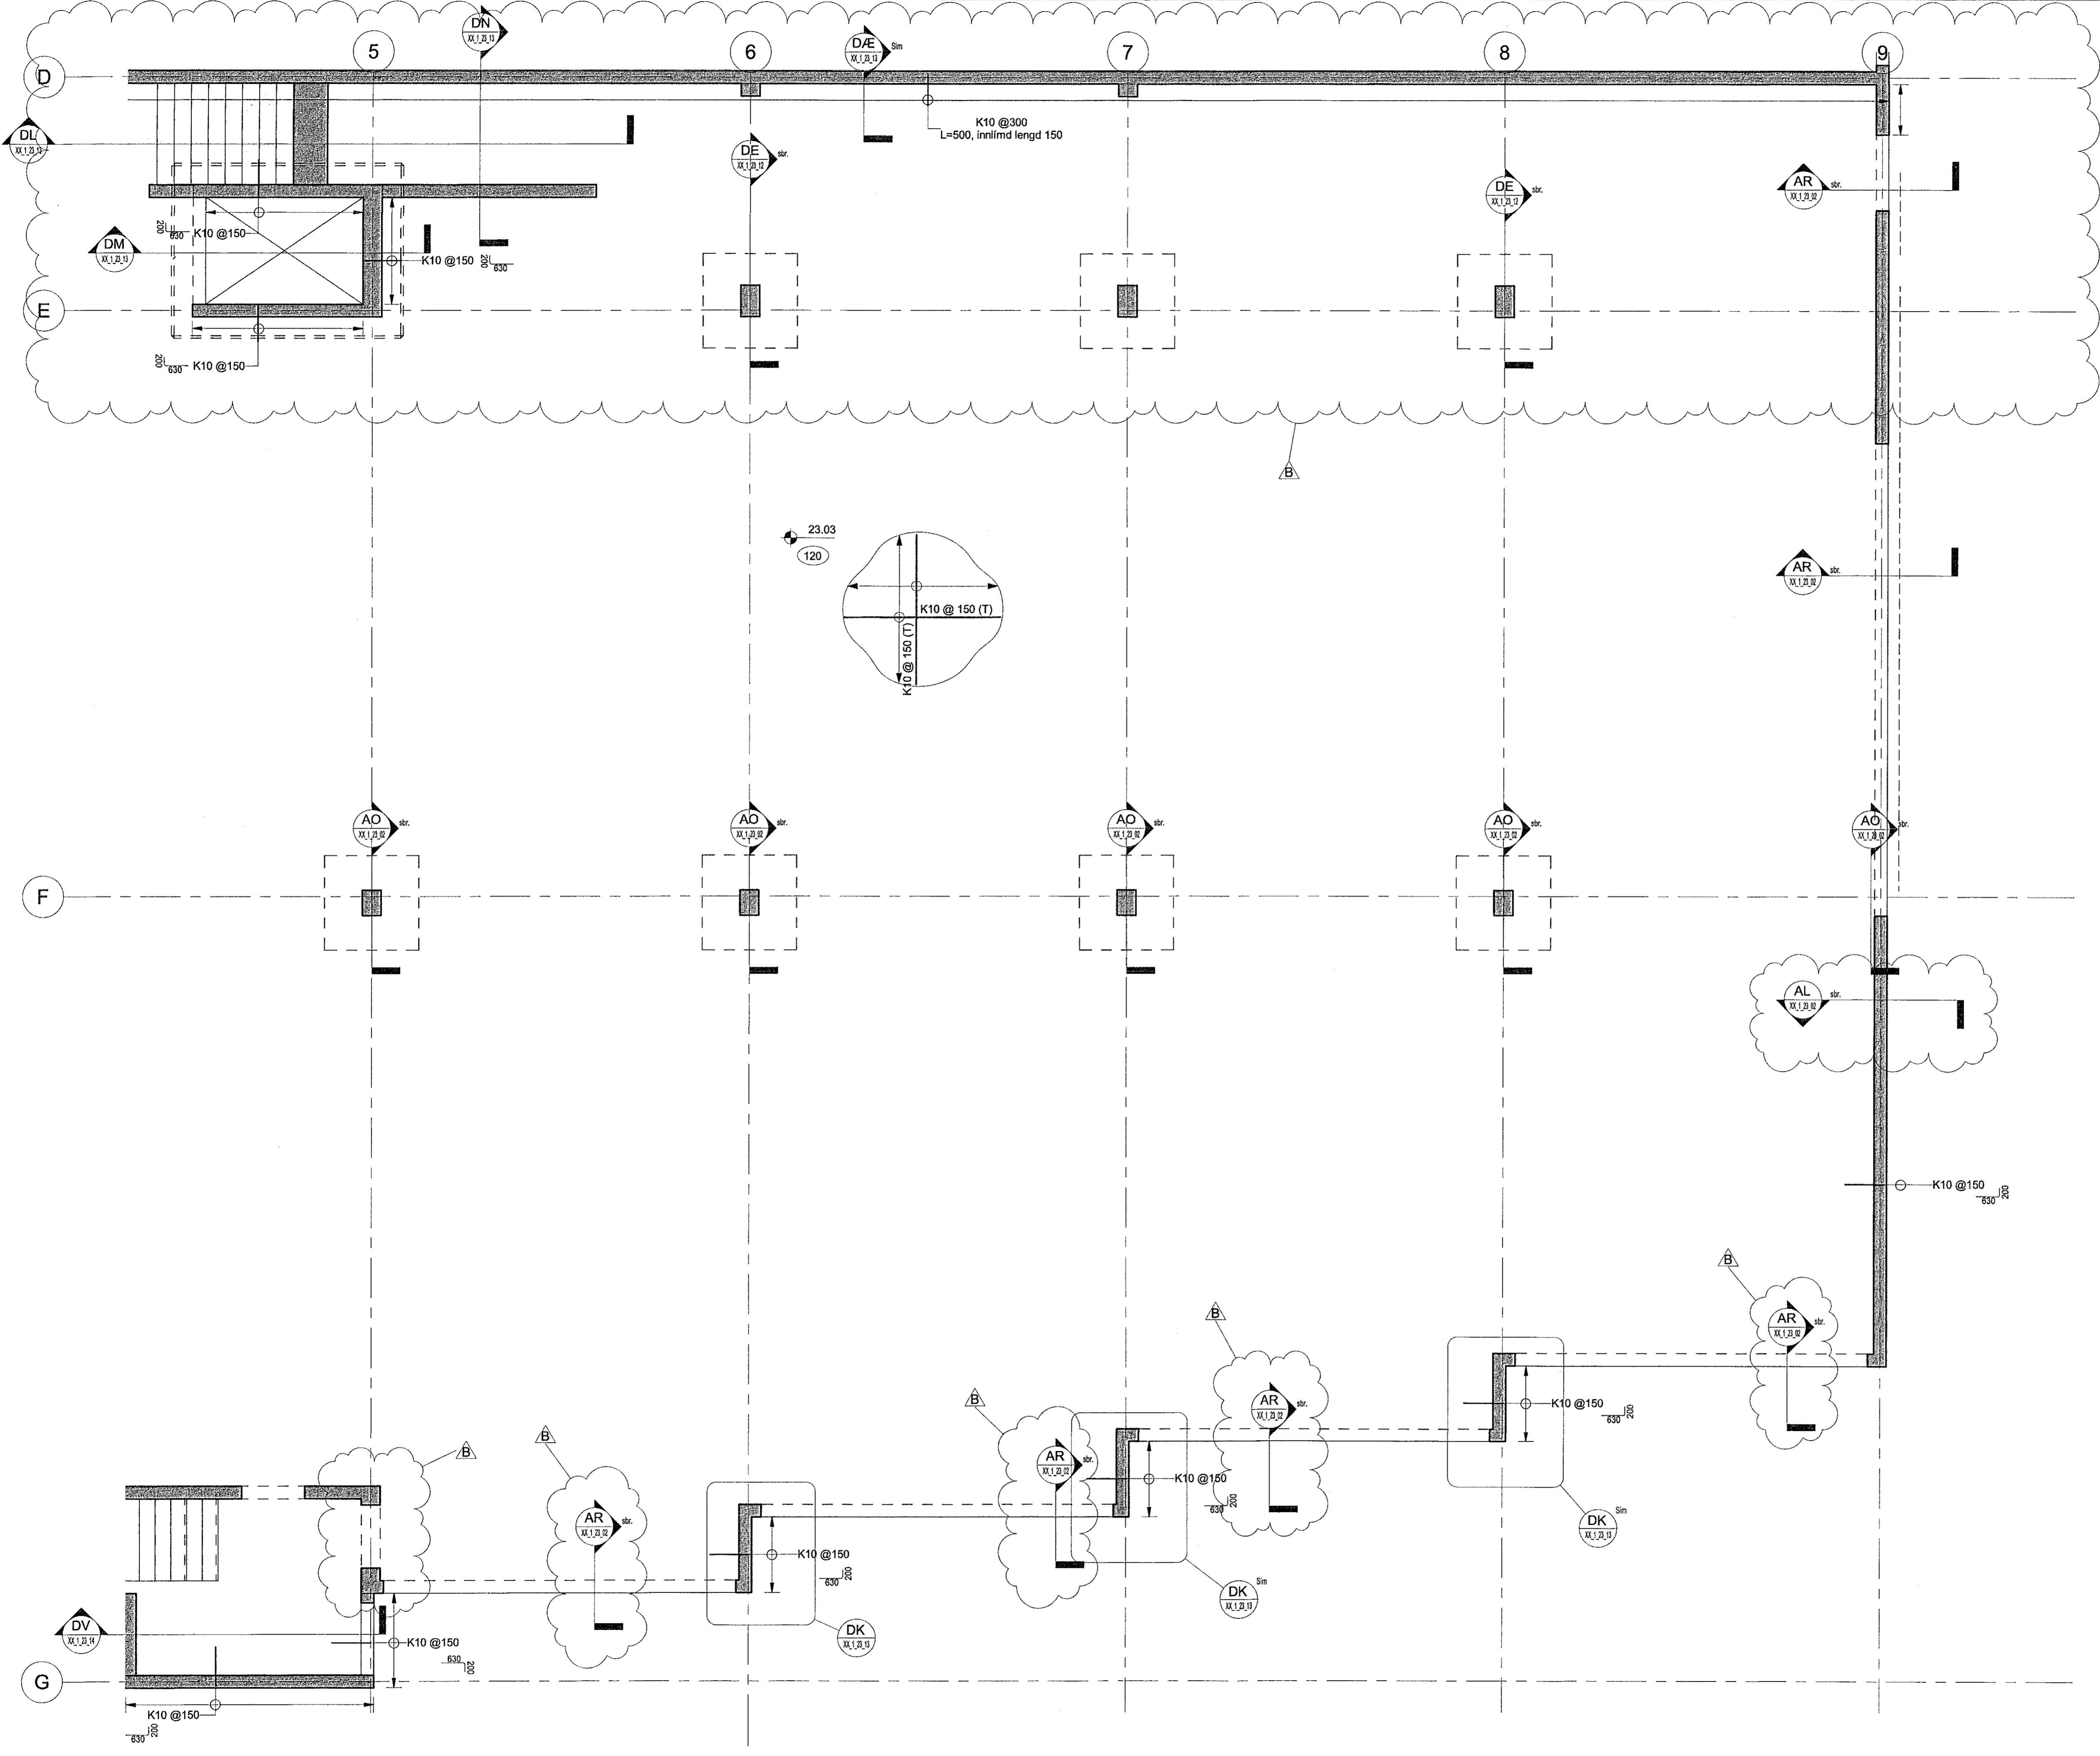 DN
XX_1_23_13
5
6
DÆ
XX_1_23_13
Sim
7
8
9
D
K10 @300
L=500, innlímd lengd 150
DL
XX_1_23_13
DE
XX_1_23_12
sbr.
DE
XX_1_23_12
sbr.
AR
XX_1_23_02
sbr.
200
630
K10 @150
DM
XX_1_23_13
K10 @150
200
630
E
200
630
K10 @150
B
23.03
120
K10 @ 150 (T)
K10 @ 150 (T)
AR
XX_1_23_02
sbr.
AO
XX_1_23_02
sbr.
AO
XX_1_23_02
sbr.
AO
XX_1_23_02
sbr.
AO
XX_1_23_02
sbr.
AO
XX_1_23_02
sbr.
F
AL
XX_1_23_02
sbr.
K10 @150
630
200
B
AR
XX_1_23_02
sbr.
B
AR
XX_1_23_02
sbr.
K10 @150
630
200
B
AR
XX_1_23_02
sbr.
K10 @150
630
200
DK
XX_1_23_13
Sim
B
B
AR
XX_1_23_02
sbr.
K10 @150
630
200
DK
XX_1_23_13
Sim
DK
XX_1_23_13
DV
XX_1_23_14
K10 @150
630
200
G
K10 @150
630
200